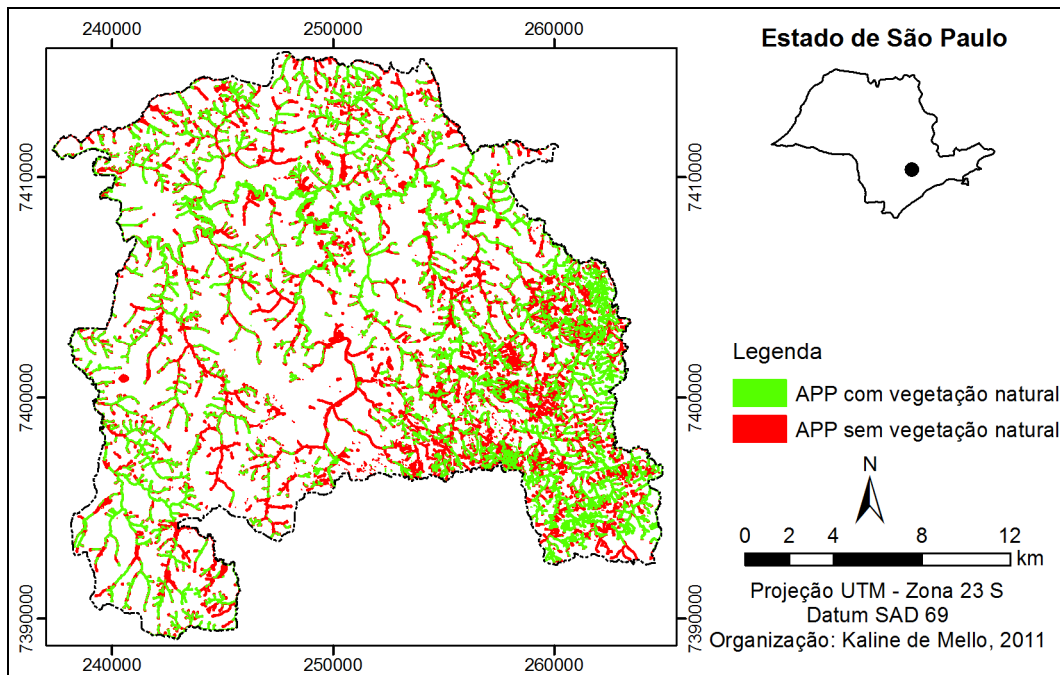 240000 250000 260000
7410000
7400000
7390000
7410000
7400000
7390000
240000 250000 260000
Estado de São Paulo
Legenda
APP com vegetação natural
APP sem vegetação natural
N
0 2 4 8 12
km
Projeção UTM - Zona 23 S
Datum SAD 69
Organização: Kaline de Mello, 2011